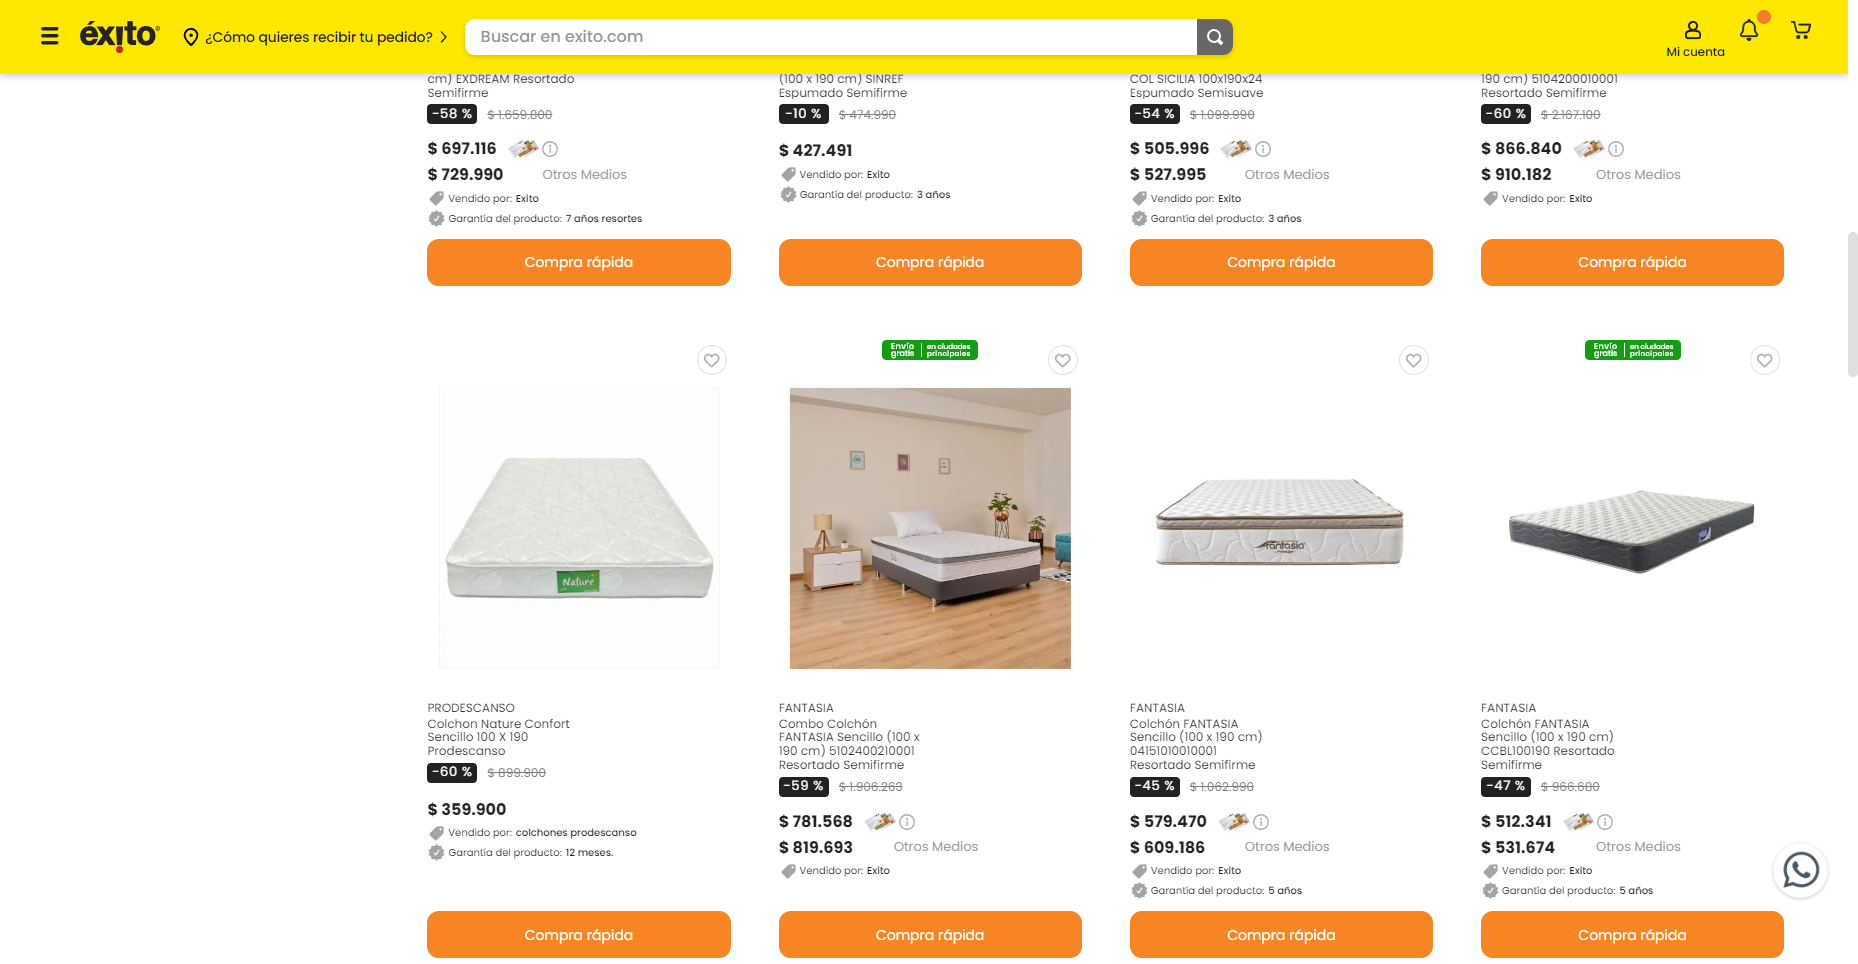 éxito
¿Cómo quieres recibir tu pedido?
Buscar en exito.com
Mi cuenta
cm) EXDREAM Resortado
Semifirme
-58 % $ 1.659.800
$ 697.116
$ 729.990 Otros Medios
Vendido por: Exito
Garantía del producto: 7 años resortes
Compra rápida
(100 x 190 cm) SINREF
Espumado Semifirme
-10 % $ 474.990
$ 427.491
Vendido por: Exito
Garantía del producto: 3 años
Compra rápida
COL SICILIA 100x190x24
Espumado Semisuave
-54 % $ 1.099.990
$ 505.996
$ 527.995 Otros Medios
Vendido por: Exito
Garantía del producto: 3 años
Compra rápida
190 cm) 5104200010001
Resortado Semifirme
-60 % $ 2.167.100
$ 866.840
$ 910.182 Otros Medios
Vendido por: Exito
Compra rápida
Nature
PRODESCANSO
Colchon Nature Confort
Sencillo 100 X 190
Prodescanso
-60 % $ 899.900
$ 359.900
Vendido por: colchones prodescanso
Garantía del producto: 12 meses.
Compra rápida
Envío gratis en ciudades principales
FANTASIA
Combo Colchón
FANTASIA Sencillo (100 x
190 cm) 5102400210001
Resortado Semifirme
-59 % $ 1.906.263
$ 781.568
$ 819.693 Otros Medios
Vendido por: Exito
Compra rápida
fantasia
FANTASIA
Colchón FANTASIA
Sencillo (100 x 190 cm)
04151010010001
Resortado Semifirme
-45 % $ 1.062.990
$ 579.470
$ 609.186 Otros Medios
Vendido por: Exito
Garantía del producto: 5 años
Compra rápida
Envío gratis en ciudades principales
FANTASIA
Colchón FANTASIA
Sencillo (100 x 190 cm)
CCBL100190 Resortado
Semifirme
-47 % $ 966.680
$ 512.341
$ 531.674 Otros Medios
Vendido por: Exito
Garantía del producto: 5 años
Compra rápida